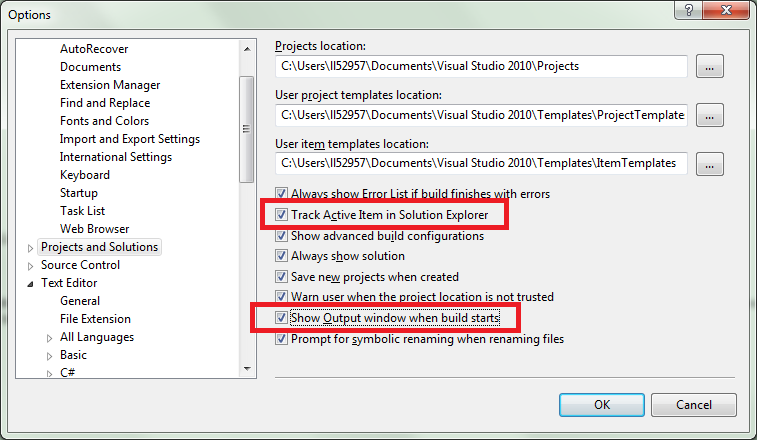 Options
AutoRecover
Documents
Extension Manager
Find and Replace
Fonts and Colors
Import and Export Settings
International Settings
Keyboard
Startup
Task List
Web Browser
Projects and Solutions
Source Control
Text Editor
General
File Extension
All Languages
Basic
C#
Projects location:
C:\Users\ll52957\Documents\Visual Studio 2010\Projects
...
User project templates location:
C:\Users\ll52957\Documents\Visual Studio 2010\Templates\ProjectTemplate
...
User item templates location:
C:\Users\ll52957\Documents\Visual Studio 2010\Templates\ItemTemplates
...
Always show Error List if build finishes with errors
Track Active Item in Solution Explorer
Show advanced build configurations
Always show solution
Save new projects when created
Warn user when the project location is not trusted
Show Output window when build starts
Prompt for symbolic renaming when renaming files
OK
Cancel